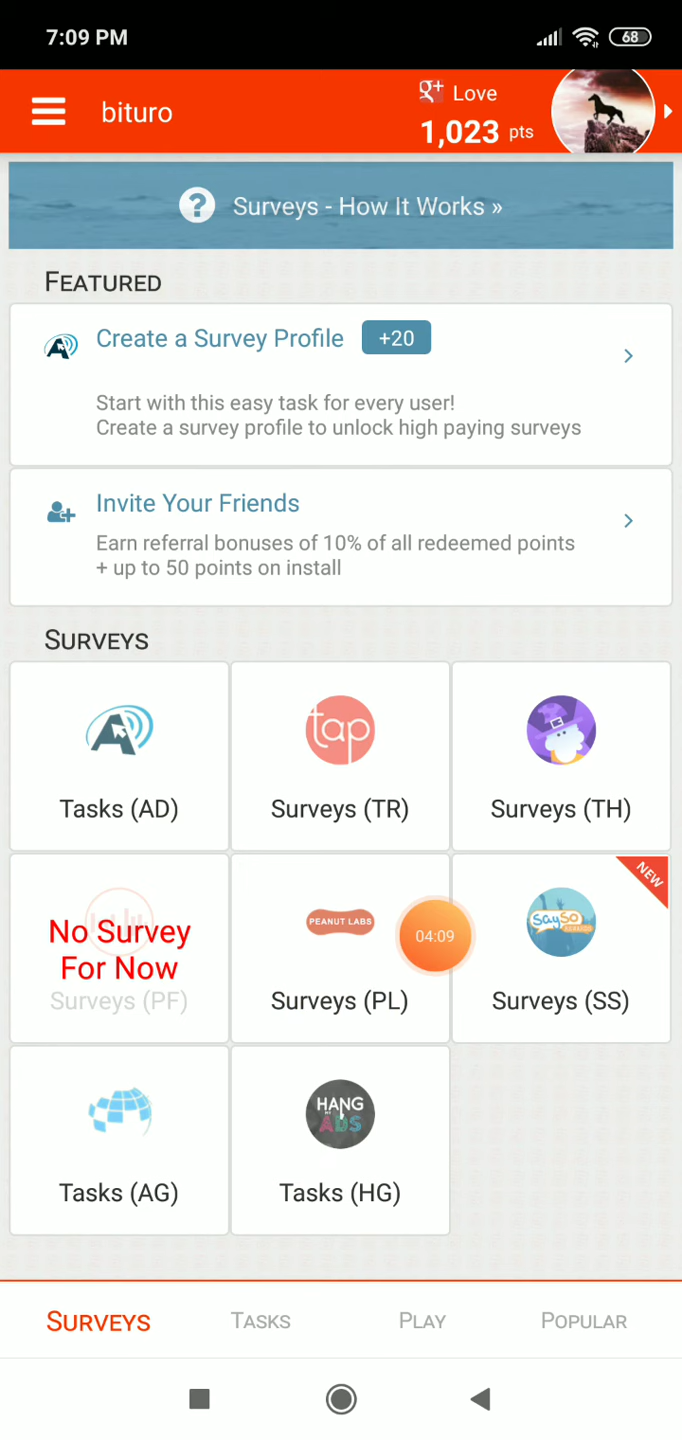 7:09 PM
68
bituro
g+ Love
1,023 pts
? Surveys - How It Works »
FEATURED
Create a Survey Profile +20
Start with this easy task for every user!
Create a survey profile to unlock high paying surveys
Invite Your Friends
Earn referral bonuses of 10% of all redeemed points
+ up to 50 points on install
SURVEYS
A
Tasks (AD)
tap
Surveys (TR)
Surveys (TH)
No Survey
For Now
Surveys (PF)
PEANUT LABS
Surveys (PL)
04:09
NEW
saySo
REWARDS
Surveys (SS)
Tasks (AG)
HANG
MY
ADS
Tasks (HG)
SURVEYS
TASKS
PLAY
POPULAR